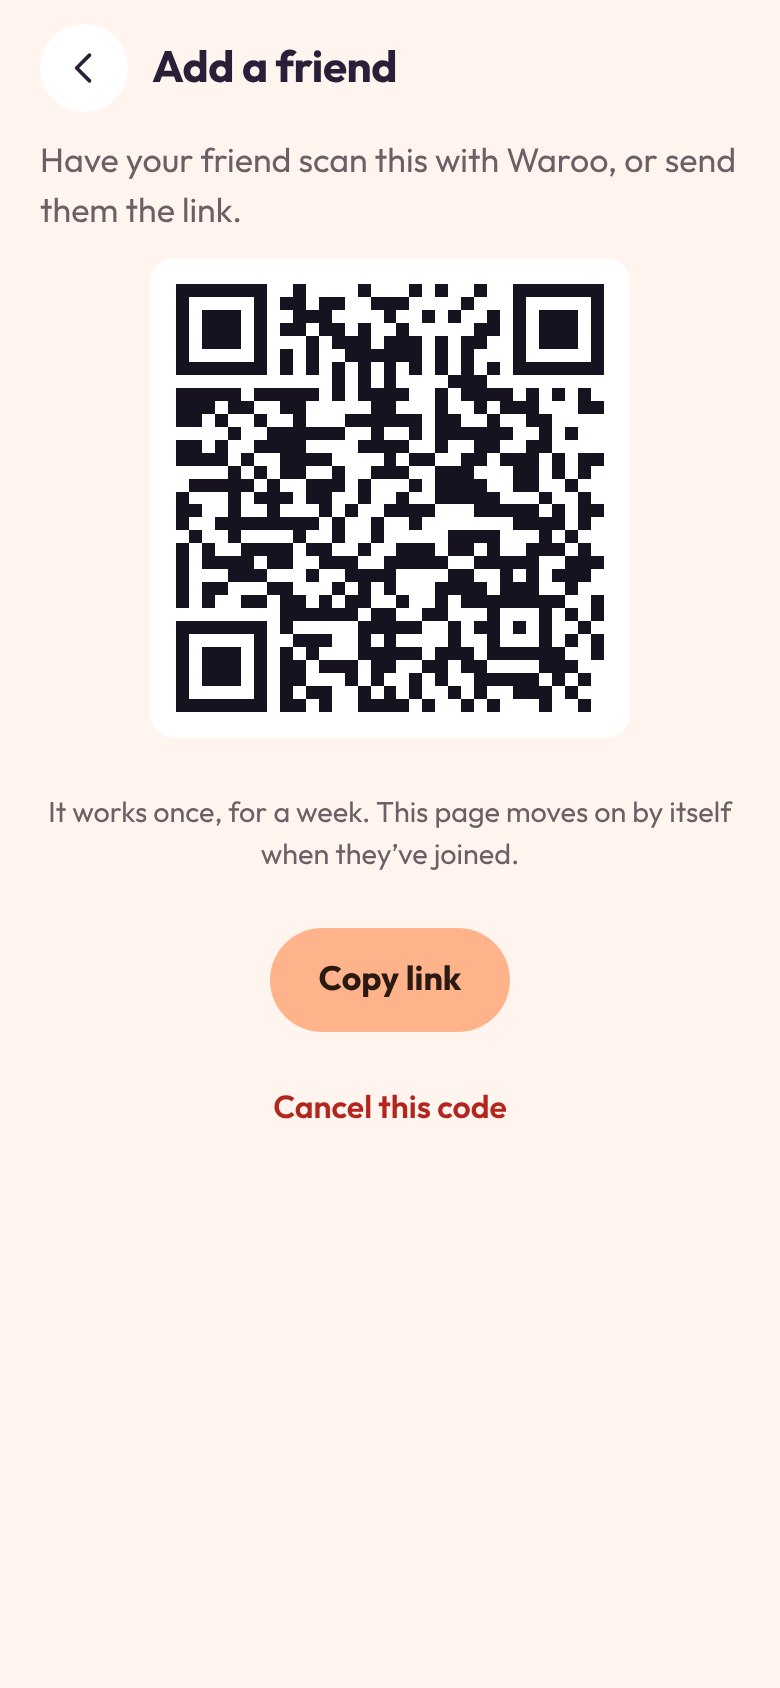 Add a friend
Have your friend scan this with Waroo, or send
them the link.
It works once, for a week. This page moves on by itself
when they’ve joined.
Copy link
Cancel this code